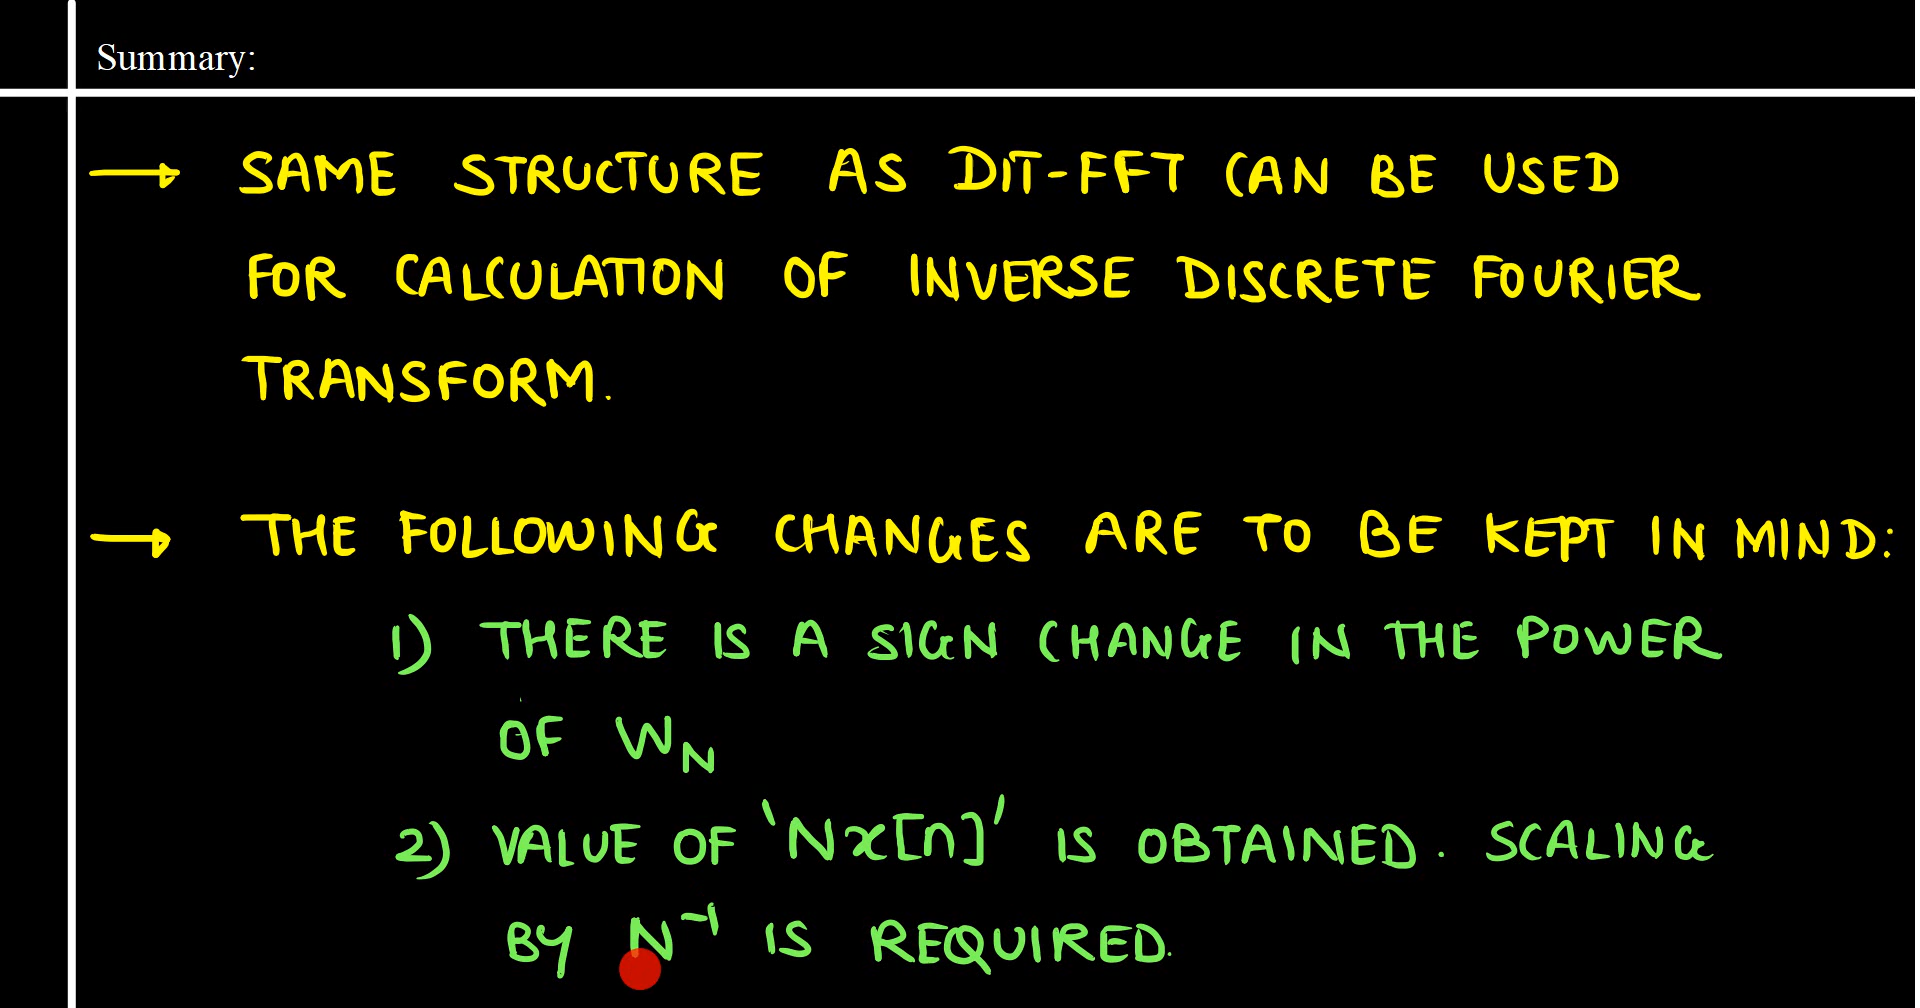 Summary:
→ SAME STRUCTURE AS DIT-FFT CAN BE USED
FOR CALCULATION OF INVERSE DISCRETE FOURIER
TRANSFORM.
→ THE FOLLOWING CHANGES ARE TO BE KEPT IN MIND:
1) THERE IS A SIGN CHANGE IN THE POWER
OF W_N
2) VALUE OF 'Nx[n]' IS OBTAINED. SCALING
BY N⁻¹ IS REQUIRED.